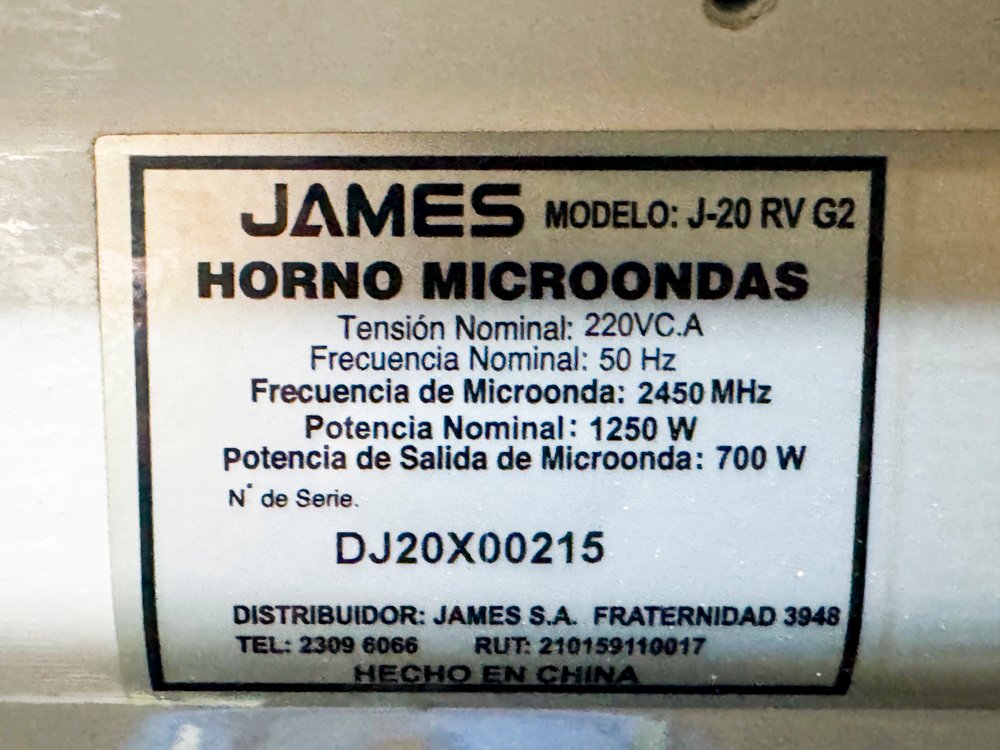 JAMES MODELO: J-20 RV G2
HORNO MICROONDAS
Tensión Nominal: 220VC.A
Frecuencia Nominal: 50 Hz
Frecuencia de Microonda: 2450 MHz
Potencia Nominal: 1250 W
Potencia de Salida de Microonda: 700 W
N° de Serie.
DJ20X00215
DISTRIBUIDOR: JAMES S.A. FRATERNIDAD 3948
TEL: 2309 6066 RUT: 210159110017
HECHO EN CHINA